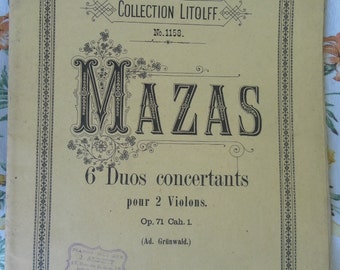 COLLECTION LITOLFF.
No. 1158.
MAZAS
6 Duos concertants
pour 2 Violons.
Op. 71. Cah. 1.
(Ad. Grünwald.)